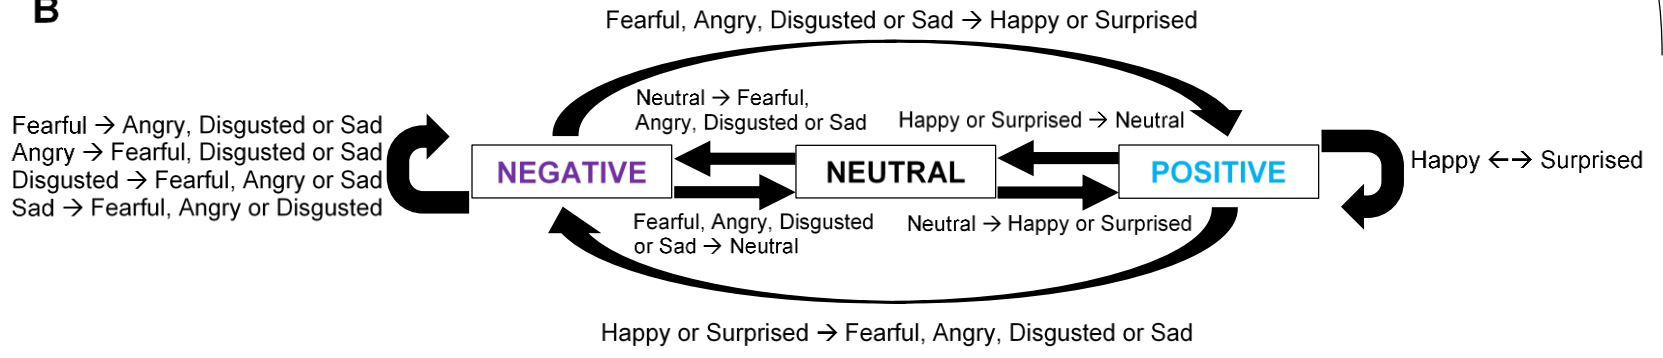 B
Fearful, Angry, Disgusted or Sad → Happy or Surprised
Neutral → Fearful,
Angry, Disgusted or Sad
Happy or Surprised → Neutral
Fearful → Angry, Disgusted or Sad
Angry → Fearful, Disgusted or Sad
Disgusted → Fearful, Angry or Sad
Sad → Fearful, Angry or Disgusted
NEGATIVE
NEUTRAL
POSITIVE
Happy ←→ Surprised
Fearful, Angry, Disgusted
or Sad → Neutral
Neutral → Happy or Surprised
Happy or Surprised → Fearful, Angry, Disgusted or Sad